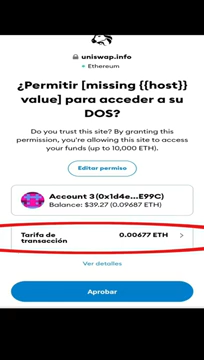 uniswap.info
Ethereum
¿Permitir [missing {{host}}
value] para acceder a su
DOS?
Do you trust this site? By granting this
permission, you're allowing this site to access
your funds (up to 10,000 ETH)
Editar permiso
Account 3 (0x1d4e...E99C)
Balance: $39.27 (0.09687 ETH)
Tarifa de 0.00677 ETH
transacción
Ver detalles
Aprobar